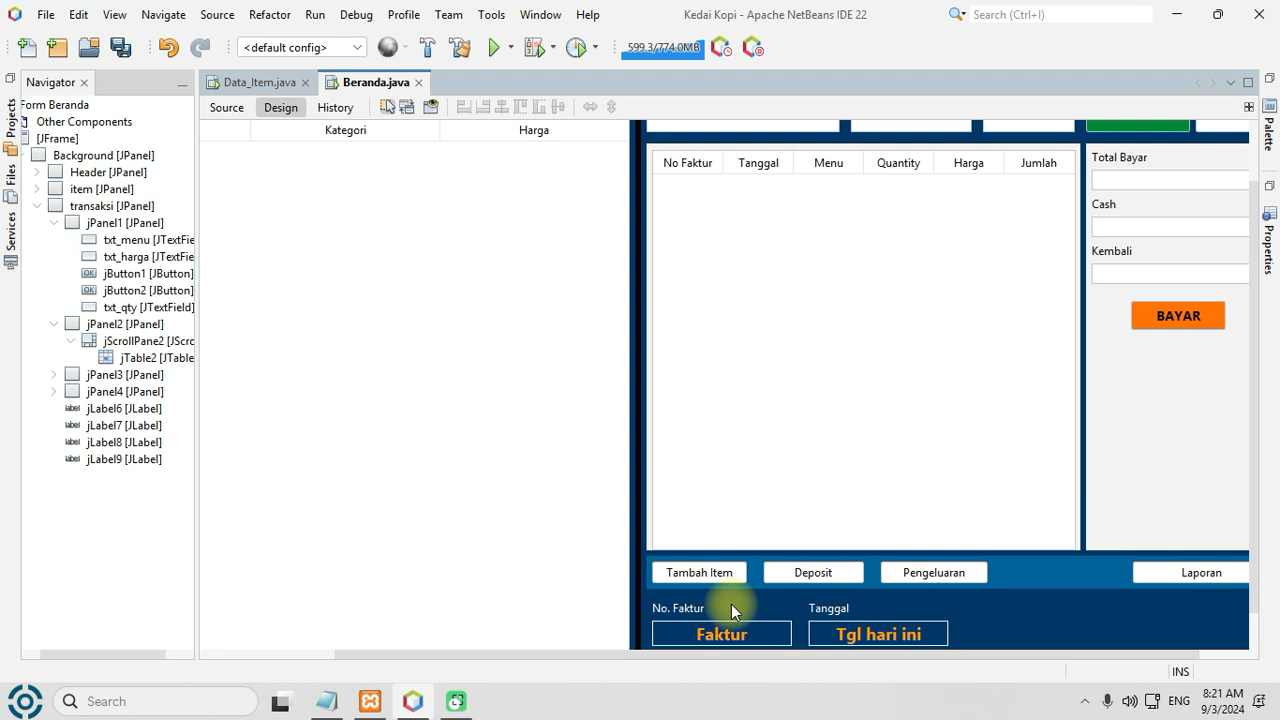 File Edit View Navigate Source Refactor Run Debug Profile Team Tools Window Help Kedai Kopi - Apache NetBeans IDE 22 Search (Ctrl+I)
<default config> 599.3/774.0MB
Navigator Data_Item.java Beranda.java
Source Design History
Projects
Files
Services
Palette
Properties
Form Beranda
Other Components
[JFrame]
Background [JPanel]
Header [JPanel]
item [JPanel]
transaksi [JPanel]
jPanel1 [JPanel]
txt_menu [JTextFie
txt_harga [JTextFie
jButton1 [JButton]
jButton2 [JButton]
txt_qty [JTextField]
jPanel2 [JPanel]
jScrollPane2 [JScro
jTable2 [JTable
jPanel3 [JPanel]
jPanel4 [JPanel]
jLabel6 [JLabel]
jLabel7 [JLabel]
jLabel8 [JLabel]
jLabel9 [JLabel]
Kategori Harga
No Faktur Tanggal Menu Quantity Harga Jumlah
Total Bayar
Cash
Kembali
BAYAR
Tambah Item Deposit Pengeluaran Laporan
No. Faktur Tanggal
Faktur Tgl hari ini
INS
Search ENG 8:21 AM
9/3/2024